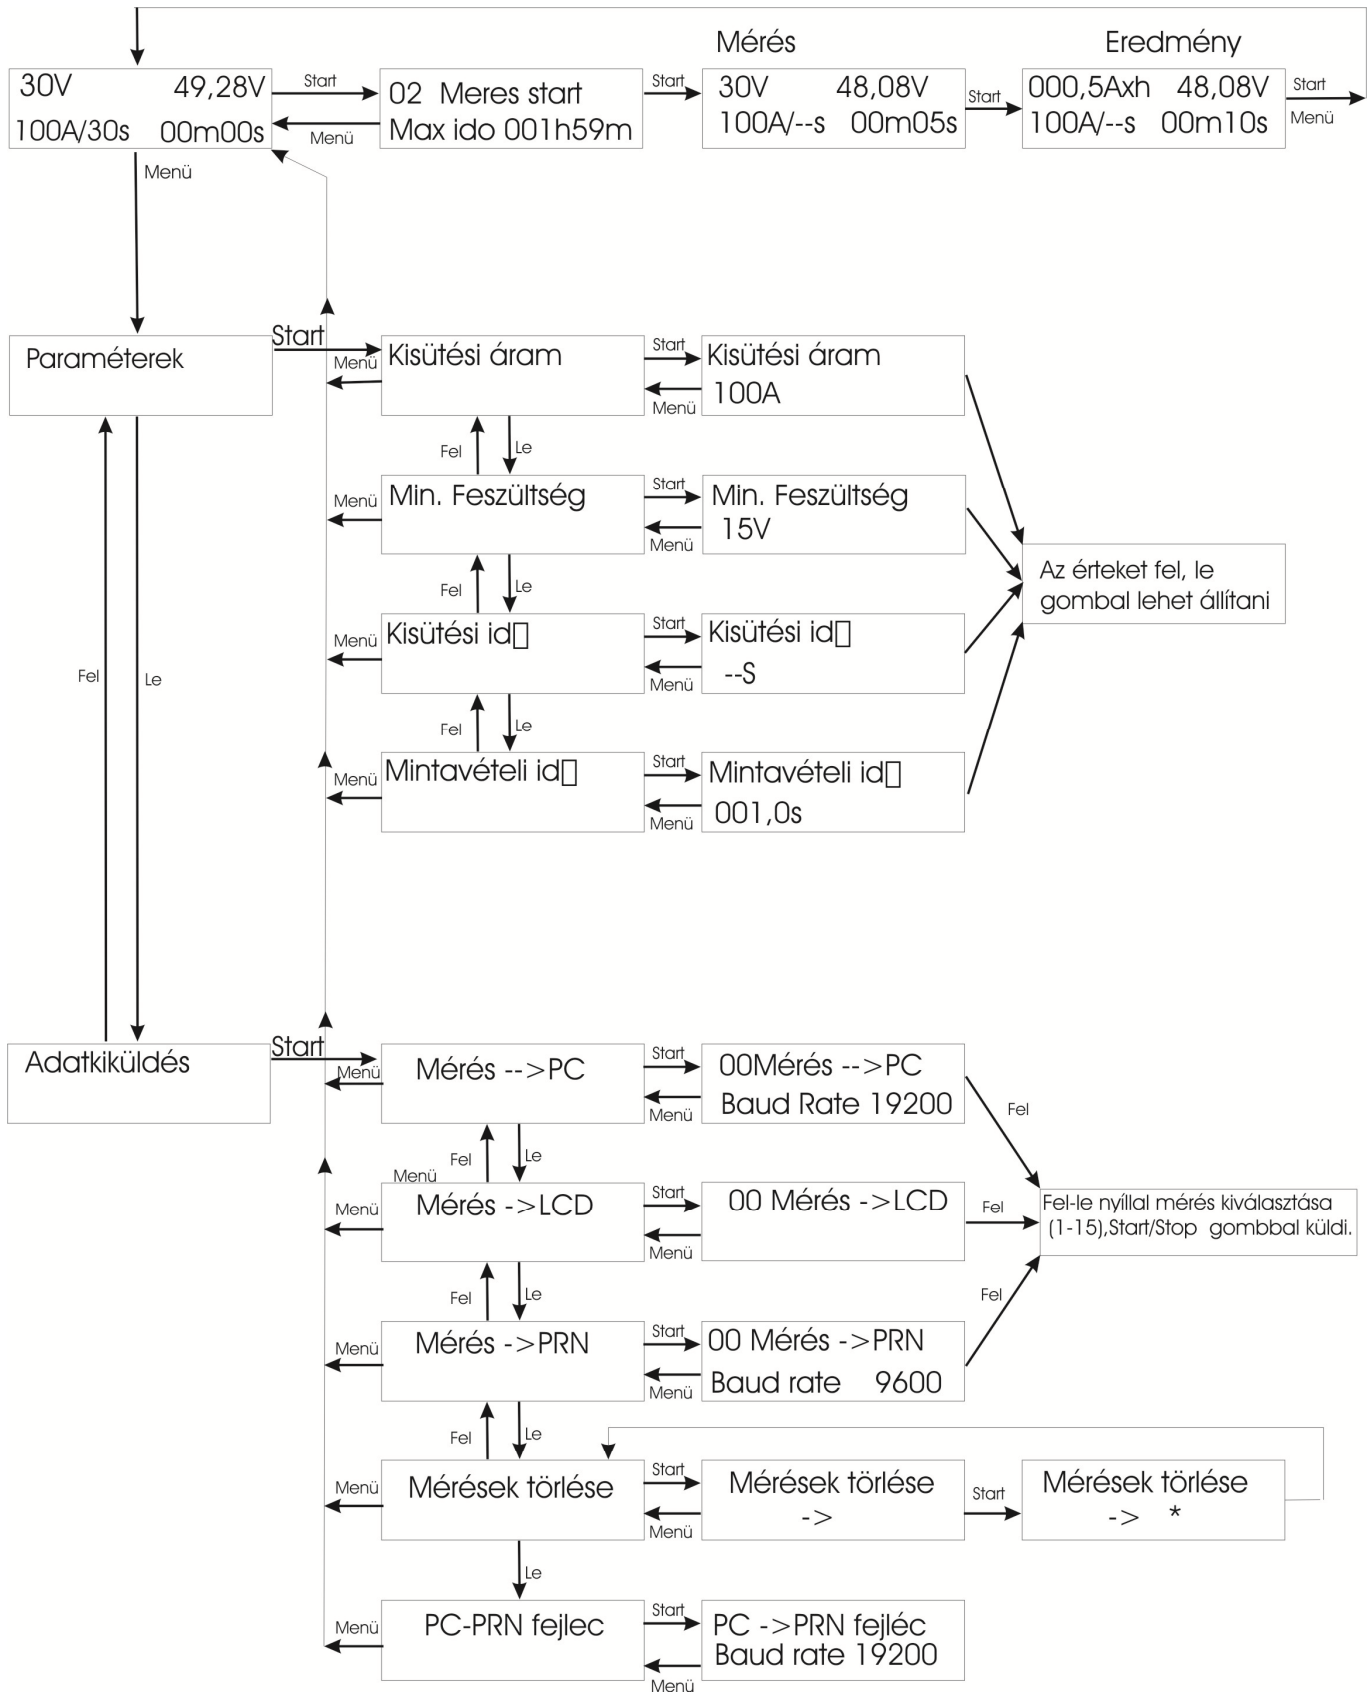 Mérés
Eredmény
30V 49,28V
100A/30s 00m00s
Start
Menü
02 Meres start
Max ido 001h59m
Start
30V 48,08V
100A/--s 00m05s
Start
000,5Axh 48,08V
100A/--s 00m10s
Start
Menü
Menü
Paraméterek
Start
Menü
Kisütési áram
Start
Menü
Kisütési áram
100A
Fel
Le
Menü
Min. Feszültség
Start
Menü
Min. Feszültség
15V
Az érteket fel, le
gombal lehet állítani
Fel
Le
Menü
Kisütési id▯
Start
Menü
Kisütési id▯
--S
Fel
Le
Fel
Le
Menü
Mintavételi id▯
Start
Menü
Mintavételi id▯
001,0s
Adatkiküldés
Start
Menü
Mérés -->PC
Start
Menü
00Mérés -->PC
Baud Rate 19200
Fel
Fel
Le
Menü
Menü
Mérés ->LCD
Start
Menü
00 Mérés ->LCD
Fel
Fel-le nyíllal mérés kiválasztása
(1-15),Start/Stop gombbal küldi.
Fel
Le
Fel
Menü
Mérés ->PRN
Start
Menü
00 Mérés ->PRN
Baud rate 9600
Fel
Le
Menü
Mérések törlése
Start
Menü
Mérések törlése
->
Start
Mérések törlése
-> *
Le
Menü
PC-PRN fejlec
Start
Menü
PC ->PRN fejléc
Baud rate 19200